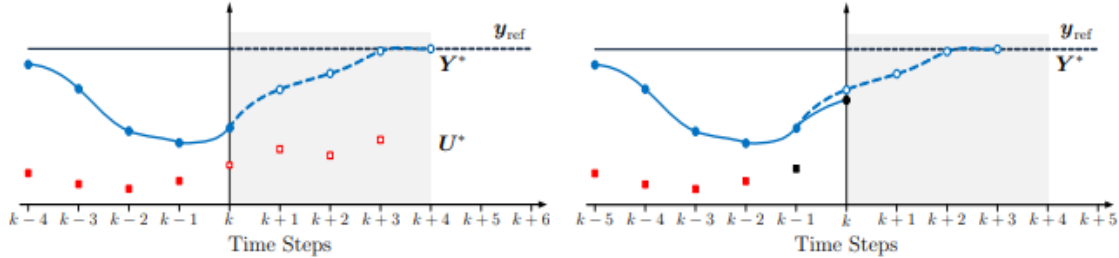 y_ref
Y*
U*
k−4 k−3 k−2 k−1 k k+1 k+2 k+3 k+4 k+5 k+6
Time Steps
y_ref
Y*
k−5 k−4 k−3 k−2 k−1 k k+1 k+2 k+3 k+4 k+5
Time Steps